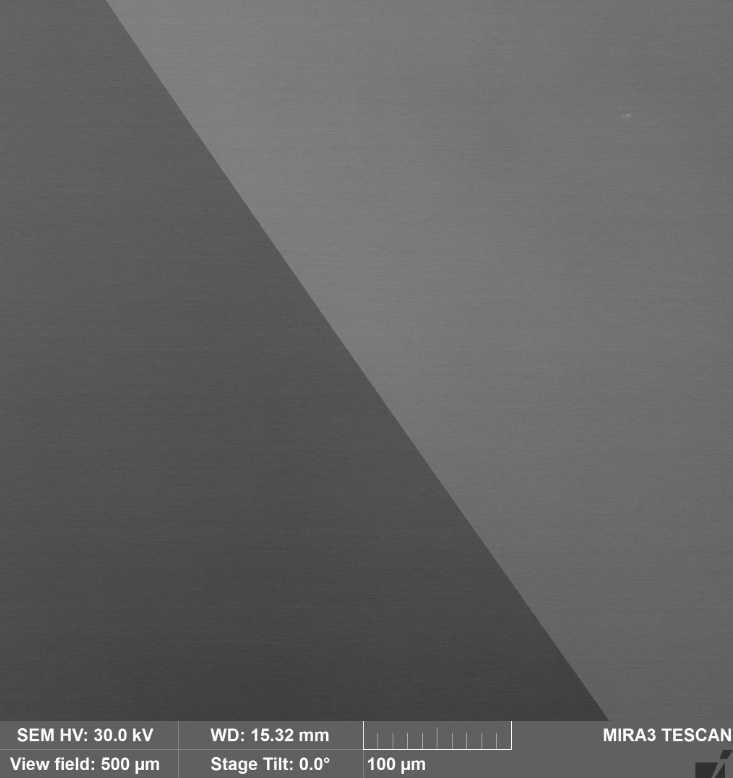 SEM HV: 30.0 kV WD: 15.32 mm MIRA3 TESCAN
View field: 500 µm Stage Tilt: 0.0° 100 µm